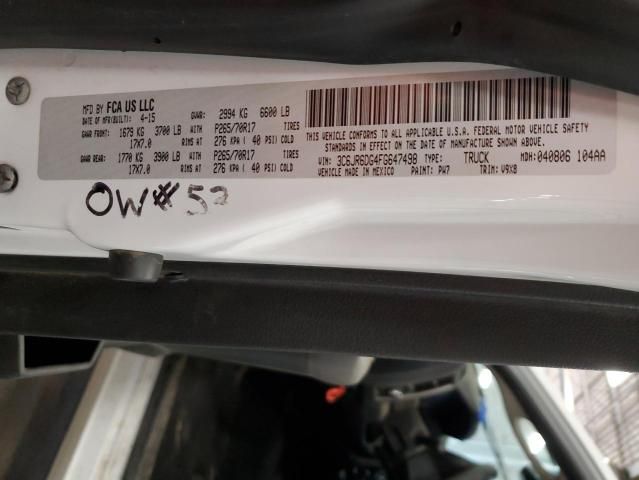 MFD BY FCA US LLC
DATE OF MFR(BUILT): 4-15 GVWR: 2994 KG 6600 LB
GAWR FRONT: 1679 KG 3700 LB WITH P265/70R17 TIRES
17X7.0 RIMS AT 276 KPA ( 40 PSI) COLD
GAWR REAR: 1770 KG 3900 LB WITH P265/70R17 TIRES
17X7.0 RIMS AT 276 KPA ( 40 PSI) COLD
THIS VEHICLE CONFORMS TO ALL APPLICABLE U.S.A. FEDERAL MOTOR VEHICLE SAFETY
STANDARDS IN EFFECT ON THE DATE OF MANUFACTURE SHOWN ABOVE.
VIN: 3C6JR6DG4FG647498 TYPE: TRUCK MDH: 040806 104AA
VEHICLE MADE IN MEXICO PAINT: PW7 TRIM: V9X8
OW# 52